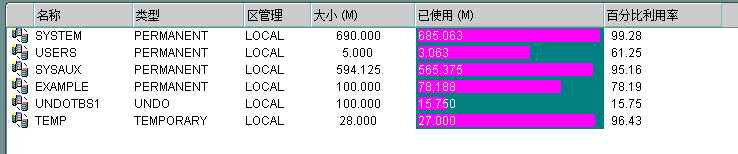 名称 类型 区管理 大小 (M) 已使用 (M) 百分比利用率
SYSTEM PERMANENT LOCAL 690.000 685.063 99.28
USERS PERMANENT LOCAL 5.000 3.063 61.25
SYSAUX PERMANENT LOCAL 594.125 565.375 95.16
EXAMPLE PERMANENT LOCAL 100.000 78.188 78.19
UNDOTBS1 UNDO LOCAL 100.000 15.750 15.75
TEMP TEMPORARY LOCAL 28.000 27.000 96.43